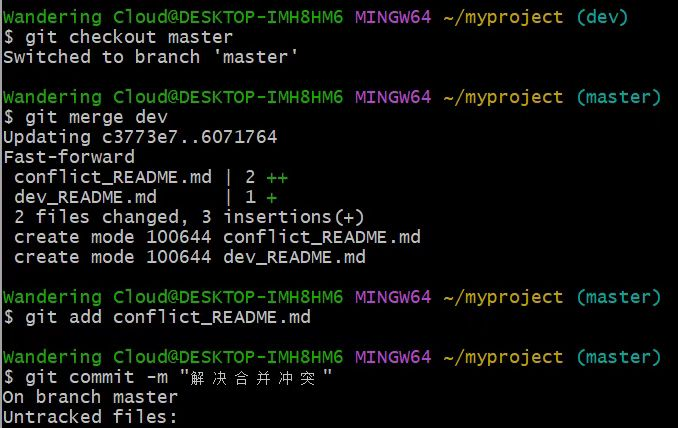 Wandering Cloud@DESKTOP-IMH8HM6 MINGW64 ~/myproject (dev)
$ git checkout master
Switched to branch 'master'
Wandering Cloud@DESKTOP-IMH8HM6 MINGW64 ~/myproject (master)
$ git merge dev
Updating c3773e7..6071764
Fast-forward
 conflict_README.md | 2 ++
 dev_README.md      | 1 +
 2 files changed, 3 insertions(+)
 create mode 100644 conflict_README.md
 create mode 100644 dev_README.md
Wandering Cloud@DESKTOP-IMH8HM6 MINGW64 ~/myproject (master)
$ git add conflict_README.md
Wandering Cloud@DESKTOP-IMH8HM6 MINGW64 ~/myproject (master)
$ git commit -m "解决合并冲突"
On branch master
Untracked files: